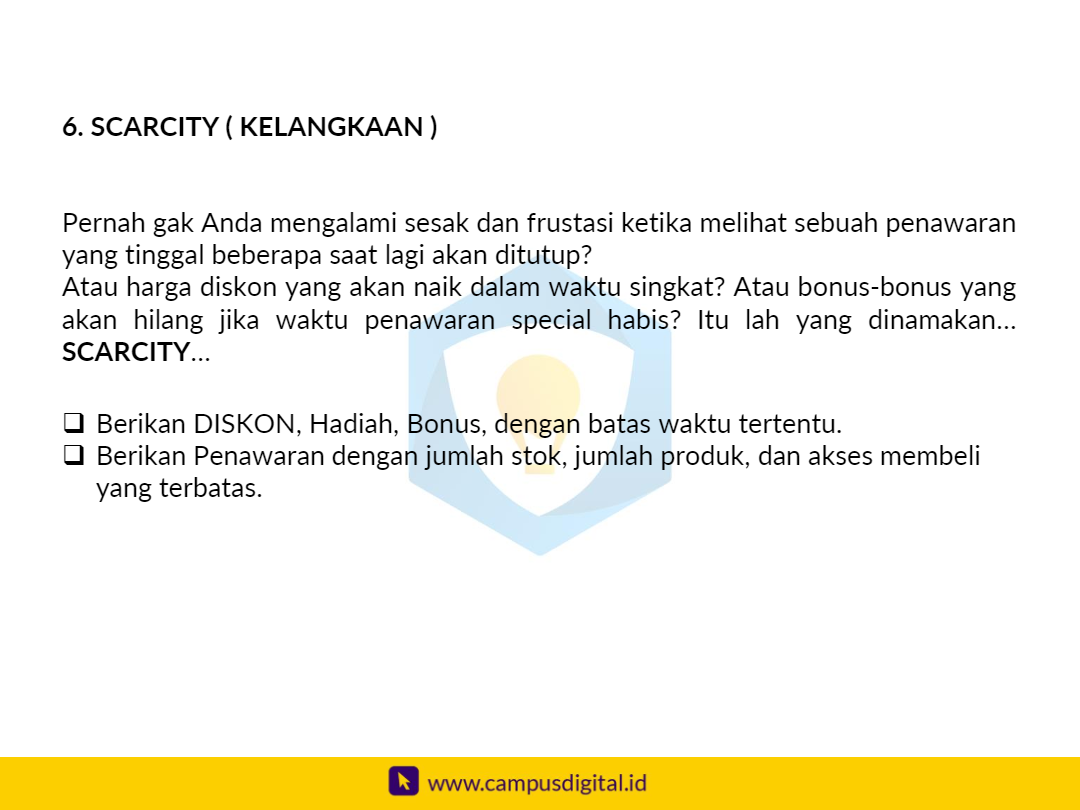 6. SCARCITY ( KELANGKAAN )
Pernah gak Anda mengalami sesak dan frustasi ketika melihat sebuah penawaran
yang tinggal beberapa saat lagi akan ditutup?
Atau harga diskon yang akan naik dalam waktu singkat? Atau bonus-bonus yang
akan hilang jika waktu penawaran special habis? Itu lah yang dinamakan...
SCARCITY...
❑ Berikan DISKON, Hadiah, Bonus, dengan batas waktu tertentu.
❑ Berikan Penawaran dengan jumlah stok, jumlah produk, dan akses membeli
yang terbatas.
www.campusdigital.id